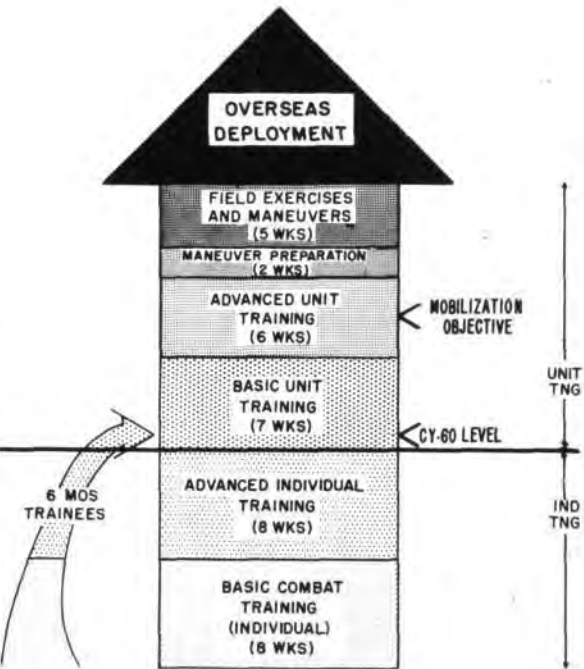 OVERSEAS
DEPLOYMENT
FIELD EXERCISES
AND MANEUVERS
(5 WKS)
MANEUVER PREPARATION
(2 WKS)
ADVANCED UNIT
TRAINING
(6 WKS)
MOBILIZATION
OBJECTIVE
BASIC UNIT
TRAINING
(7 WKS)
UNIT
TNG
CY-60 LEVEL
6 MOS
TRAINEES
ADVANCED INDIVIDUAL
TRAINING
(8 WKS)
IND
TNG
BASIC COMBAT
TRAINING
(INDIVIDUAL)
(8 WKS)